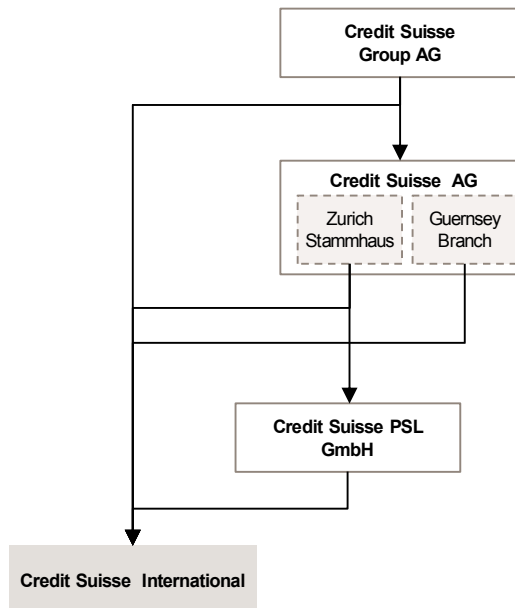 Credit Suisse
Group AG
Credit Suisse AG
Zurich
Stammhaus
Guernsey
Branch
Credit Suisse PSL
GmbH
Credit Suisse International